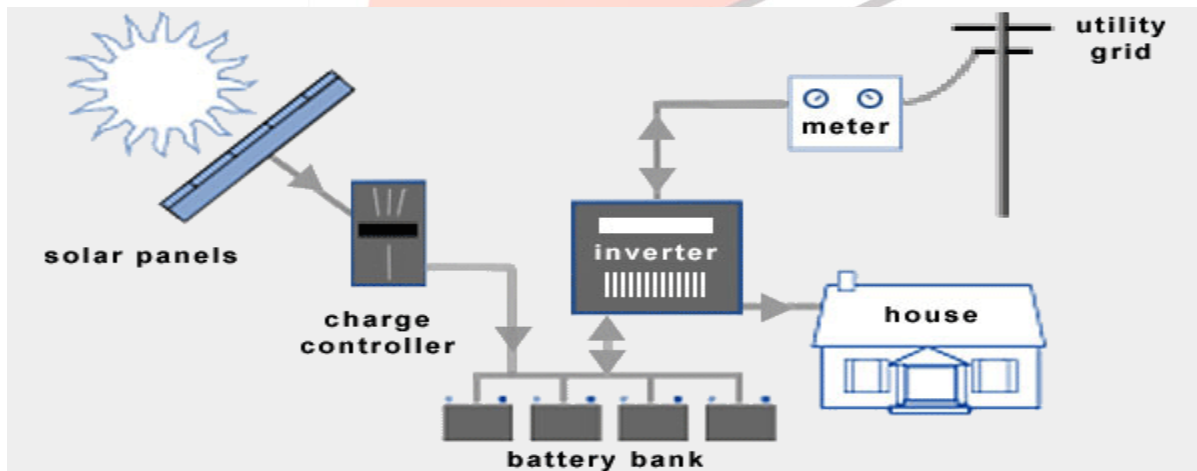 utility
grid
meter
solar panels
inverter
charge
controller
house
battery bank